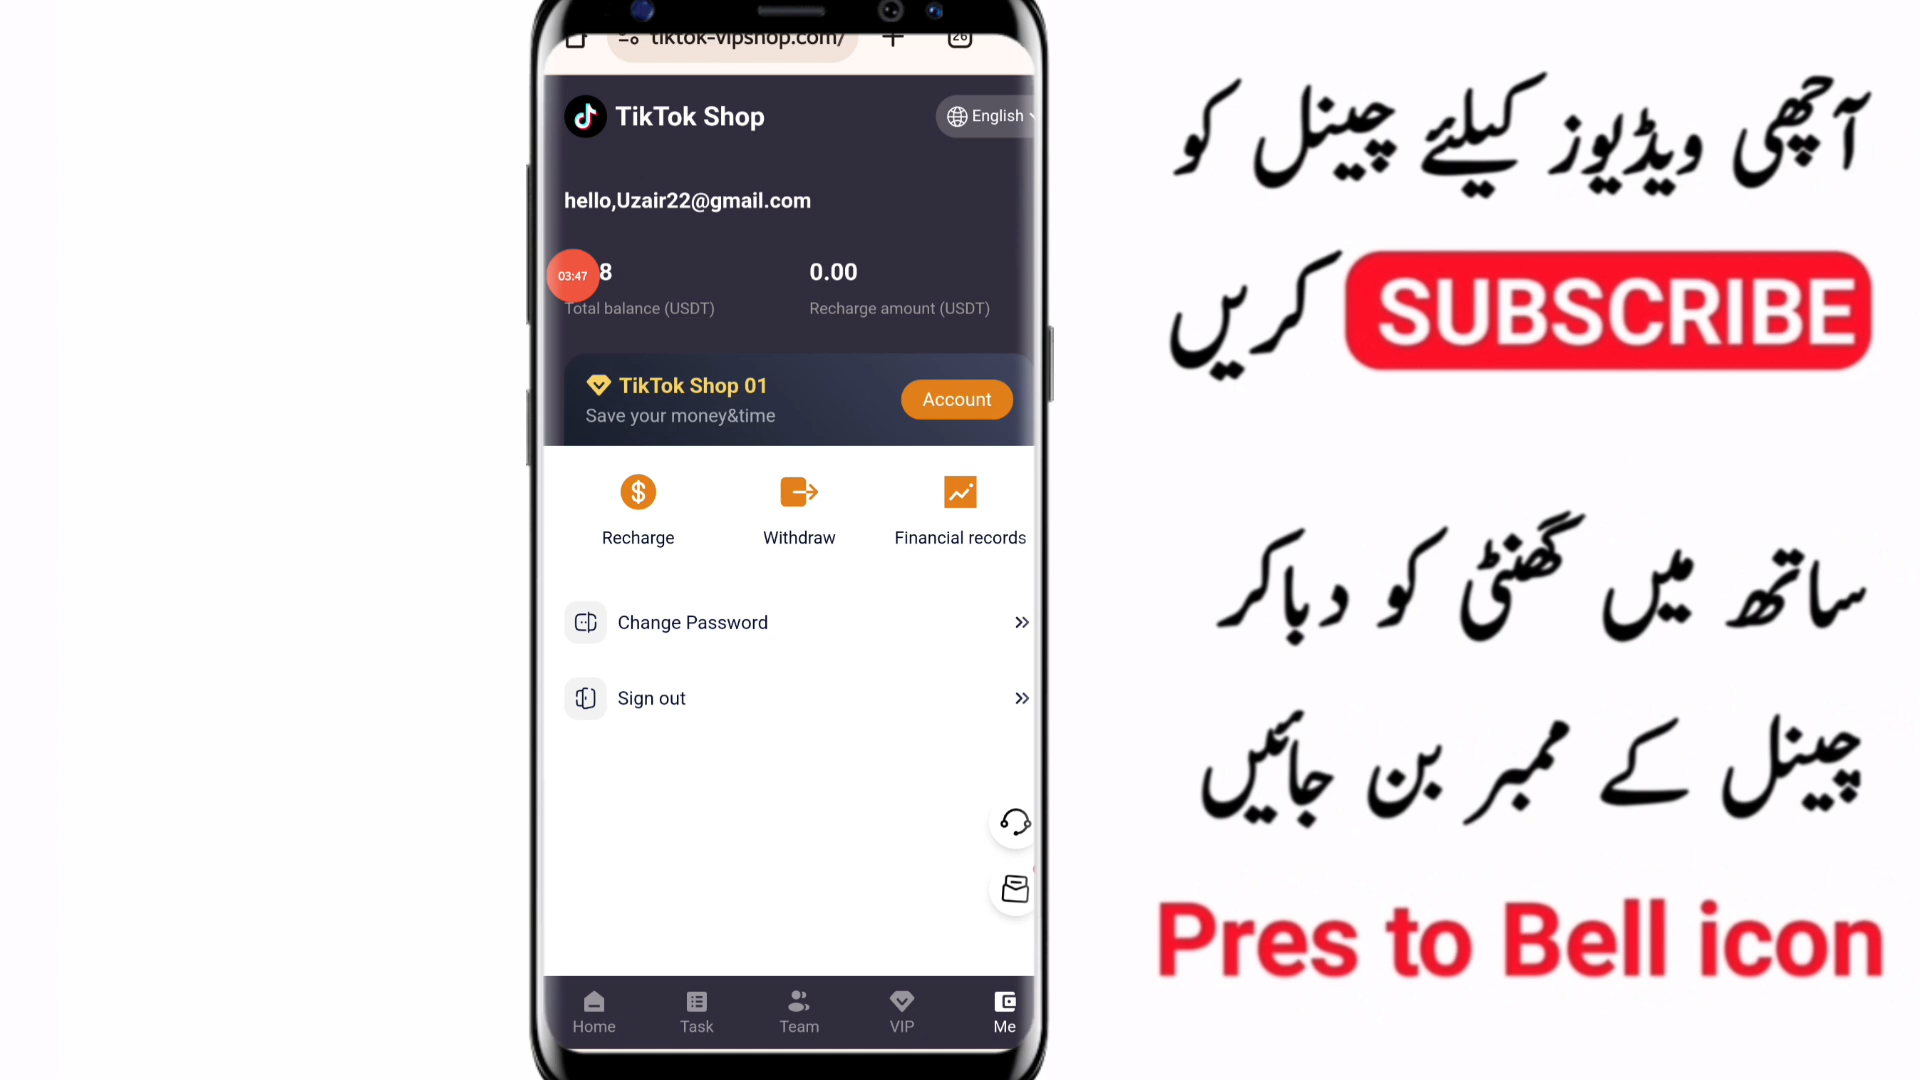 tiktok-vipshop.com/
26
TikTok Shop
English
hello,Uzair22@gmail.com
03:47
8
0.00
Total balance (USDT)
Recharge amount (USDT)
TikTok Shop 01
Save your money&time
Account
Recharge
Withdraw
Financial records
Change Password
Sign out
Home
Task
Team
VIP
Me
آچھی ویڈیوز کیلئے چینل کو
SUBSCRIBE کریں
ساتھ میں گھنٹی کو دباکر
چینل کے ممبر بن جائیں
Pres to Bell icon